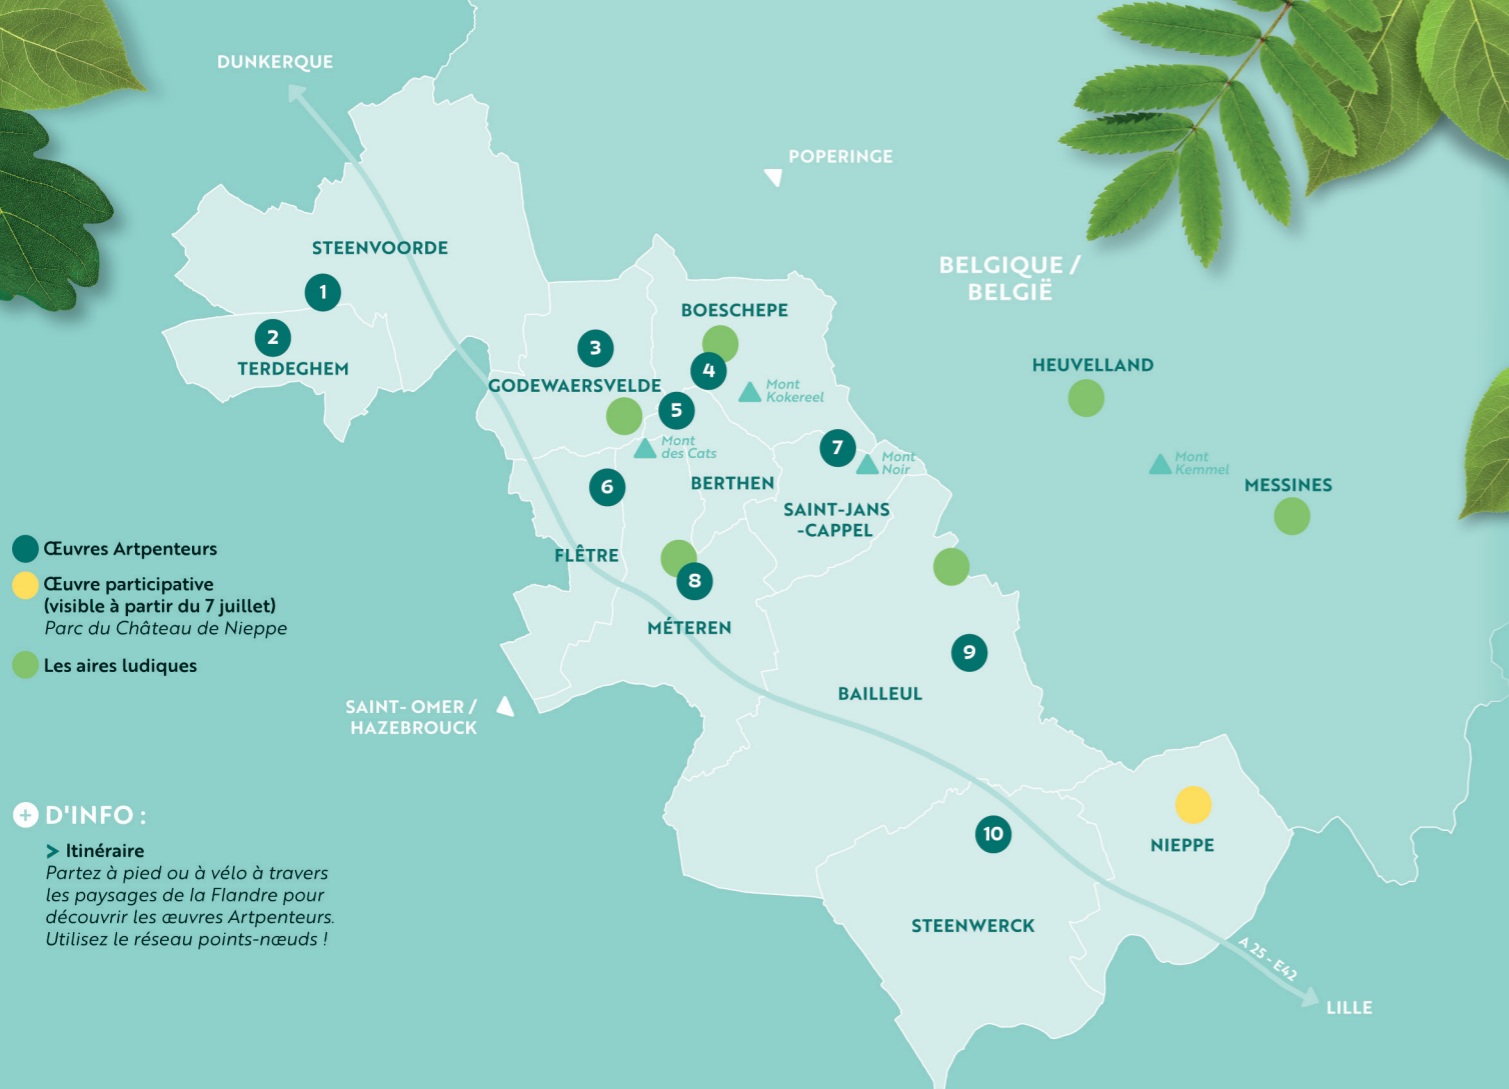 DUNKERQUE
POPERINGE
STEENVOORDE
BELGIQUE /
BELGIË
1
2
TERDEGHEM
BOESCHEPE
3
4
GODEWAERSVELDE
Mont
Kokereel
HEUVELLAND
5
Mont
des Cats
7
Mont
Noir
Mont
Kemmel
6
BERTHEN
MESSINES
SAINT-JANS
-CAPPEL
FLÊTRE
8
MÉTEREN
9
BAILLEUL
SAINT- OMER /
HAZEBROUCK
10
NIEPPE
STEENWERCK
A 25 - E42
LILLE
Œuvres Artpenteurs
Œuvre participative
(visible à partir du 7 juillet)
Parc du Château de Nieppe
Les aires ludiques
+ D'INFO :
> Itinéraire
Partez à pied ou à vélo à travers
les paysages de la Flandre pour
découvrir les œuvres Artpenteurs.
Utilisez le réseau points-nœuds !